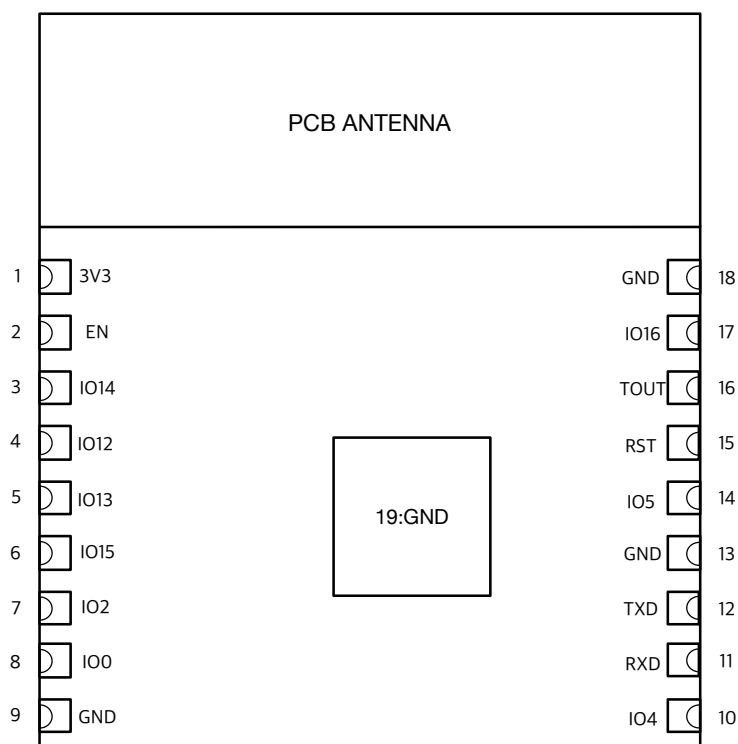 PCB ANTENNA
1 3V3 GND 18
2 EN IO16 17
3 IO14 TOUT 16
4 IO12 RST 15
5 IO13 IO5 14
19:GND
6 IO15 GND 13
7 IO2 TXD 12
8 IO0 RXD 11
9 GND IO4 10